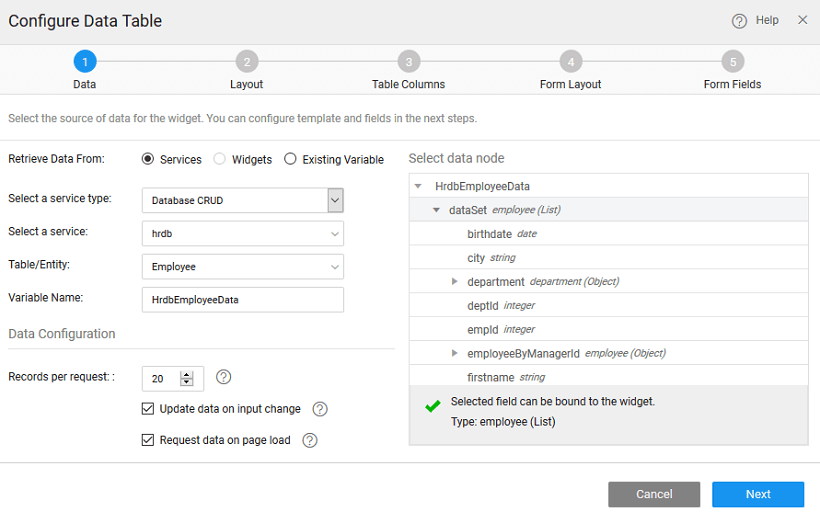 Configure Data Table
Help
1 2 3 4 5
Data Layout Table Columns Form Layout Form Fields
Select the source of data for the widget. You can configure template and fields in the next steps.
Retrieve Data From: Services Widgets Existing Variable
Select a service type: Database CRUD
Select a service: hrdb
Table/Entity: Employee
Variable Name: HrdbEmployeeData
Data Configuration
Records per request: : 20
Update data on input change
Request data on page load
Select data node
HrdbEmployeeData
dataSet employee (List)
birthdate date
city string
department department (Object)
deptId integer
empId integer
employeeByManagerId employee (Object)
firstname string
Selected field can be bound to the widget.
Type: employee (List)
Cancel Next